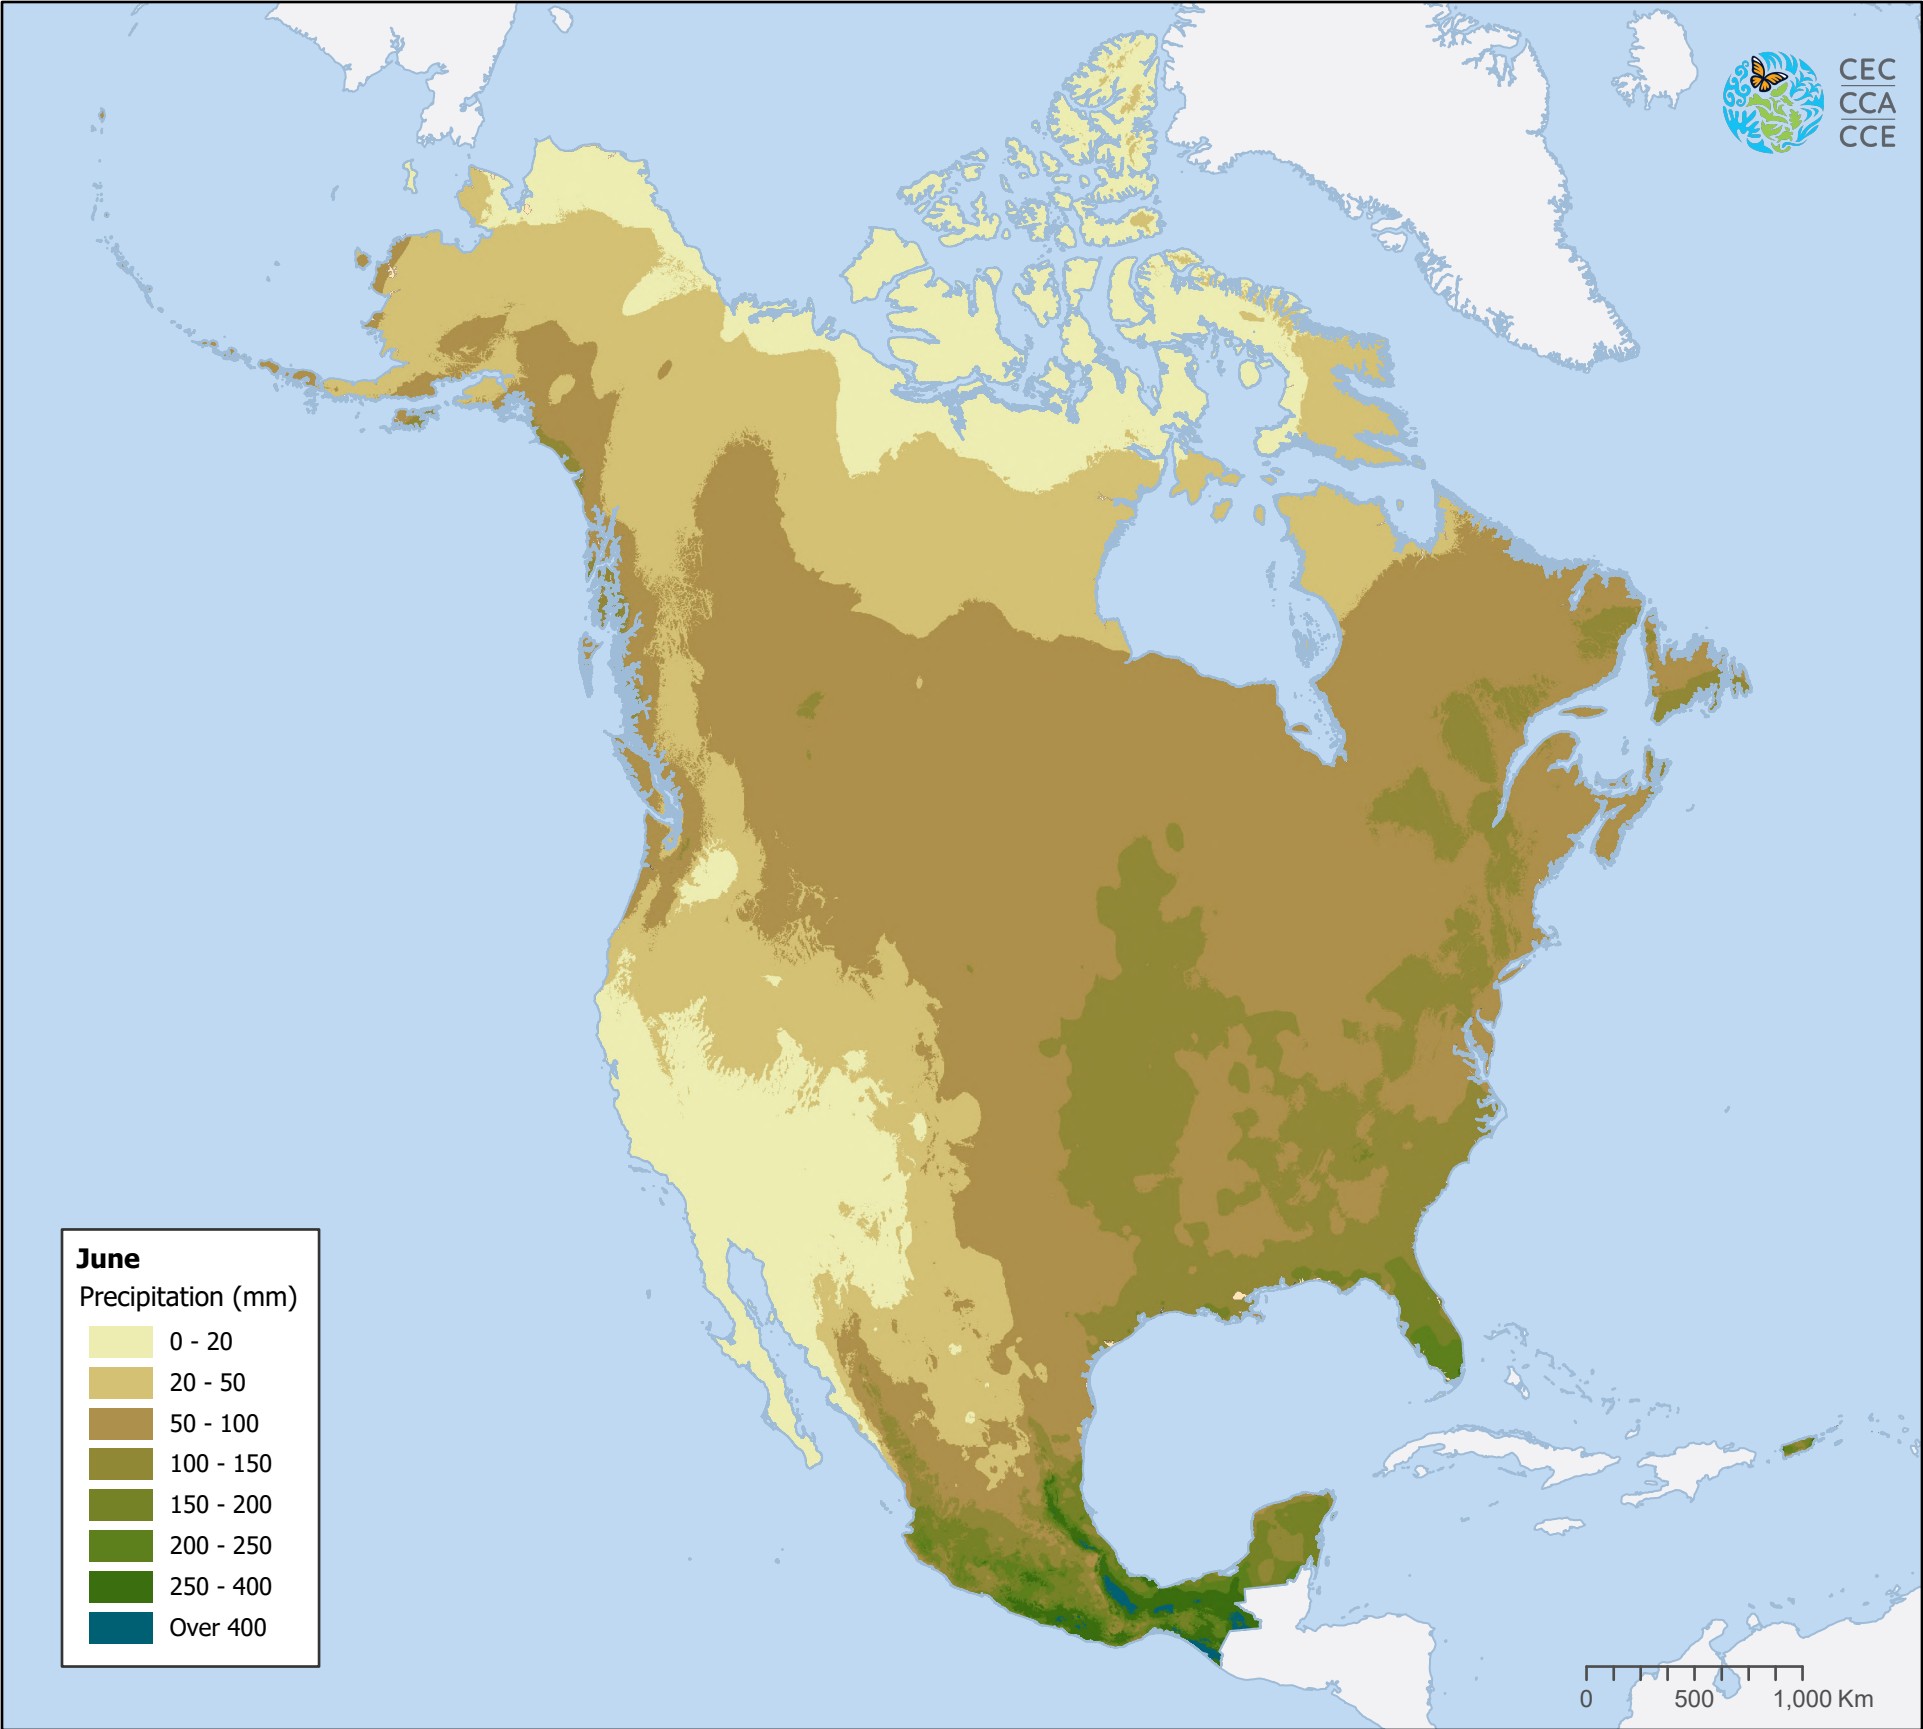 CEC
CCA
CCE
June
Precipitation (mm)
0 - 20
20 - 50
50 - 100
100 - 150
150 - 200
200 - 250
250 - 400
Over 400
0 500 1,000 Km